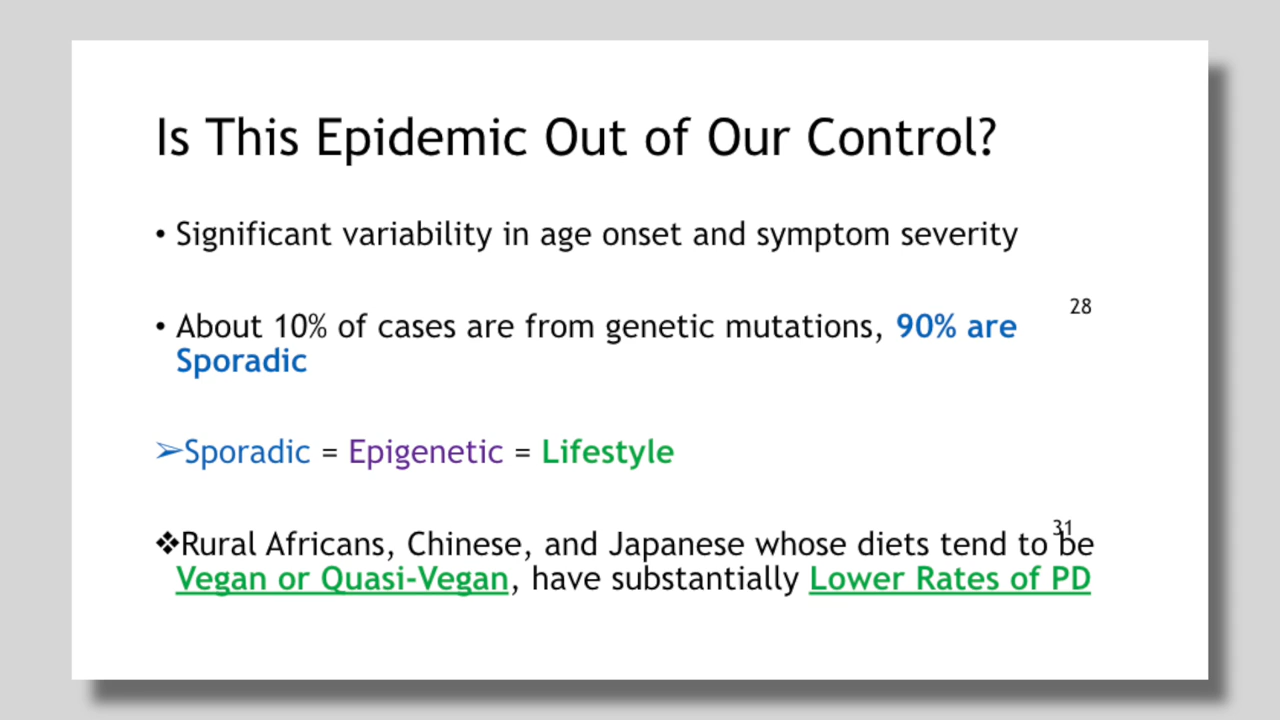 Is This Epidemic Out of Our Control?
• Significant variability in age onset and symptom severity
28
• About 10% of cases are from genetic mutations, 90% are
Sporadic
➢Sporadic = Epigenetic = Lifestyle
31
❖Rural Africans, Chinese, and Japanese whose diets tend to be
Vegan or Quasi-Vegan, have substantially Lower Rates of PD